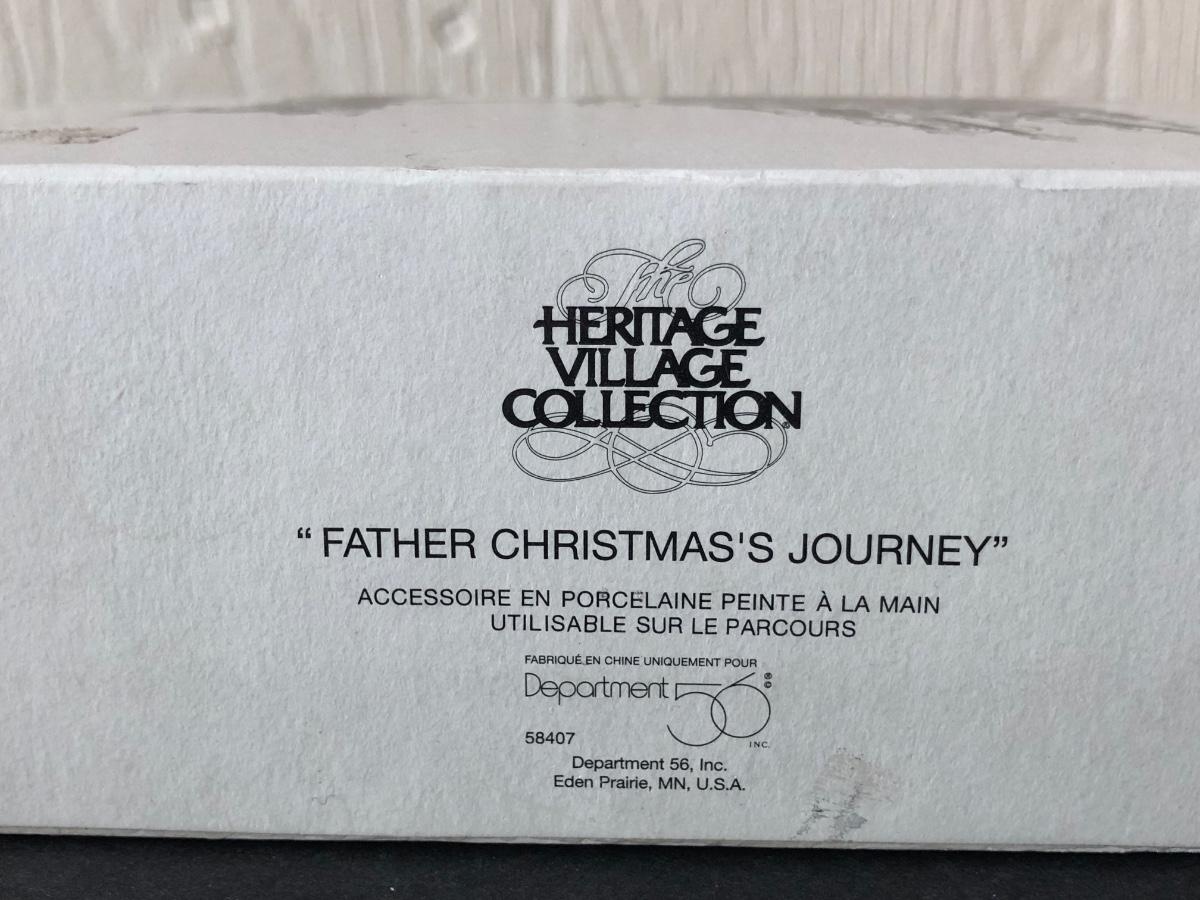 The
HERITAGE
VILLAGE
COLLECTION®
“FATHER CHRISTMAS'S JOURNEY”
ACCESSOIRE EN PORCELAINE PEINTE À LA MAIN
UTILISABLE SUR LE PARCOURS
FABRIQUÉ EN CHINE UNIQUEMENT POUR
Department 56 ®©
58407 INC.
Department 56, Inc.
Eden Prairie, MN, U.S.A.